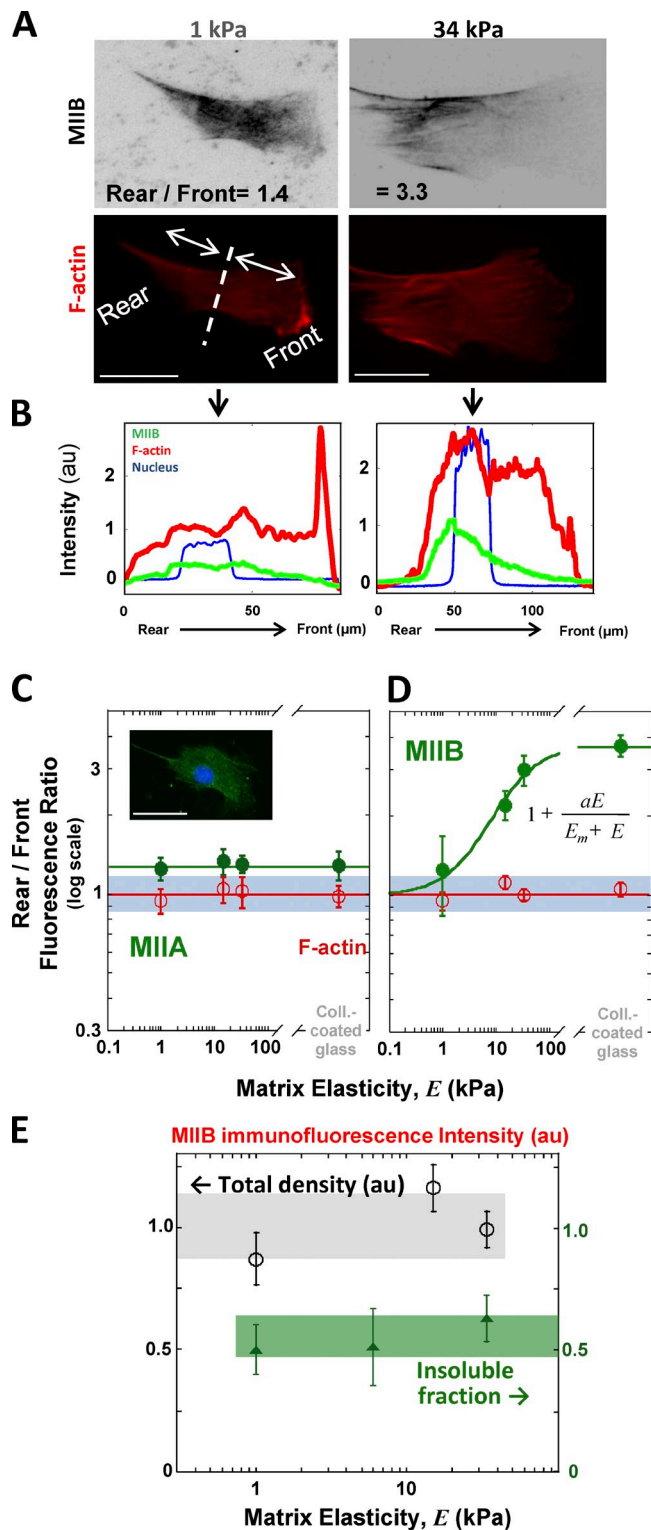 A
1 kPa
34 kPa
MIIB
Rear / Front= 1.4
= 3.3
F-actin
Rear
Front
B
MIIB
F-actin
Nucleus
Intensity (au)
2
1
0
2
1
0
0
50
0
50
100
Rear
Front (µm)
Rear
Front (µm)
C
D
Rear / Front
Fluorescence Ratio
(log scale)
3
1
0.3
MIIA
F-actin
Coll.-
coated
glass
MIIB
1 + aE / E_m + E
Coll.-
coated
glass
0.1
1
10
100
0.1
1
10
100
Matrix Elasticity, E (kPa)
E
MIIB immunofluorescence Intensity (au)
← Total density (au)
1.0
0.5
0
1.0
0.5
0
Insoluble
fraction →
1
10
Matrix Elasticity, E (kPa)